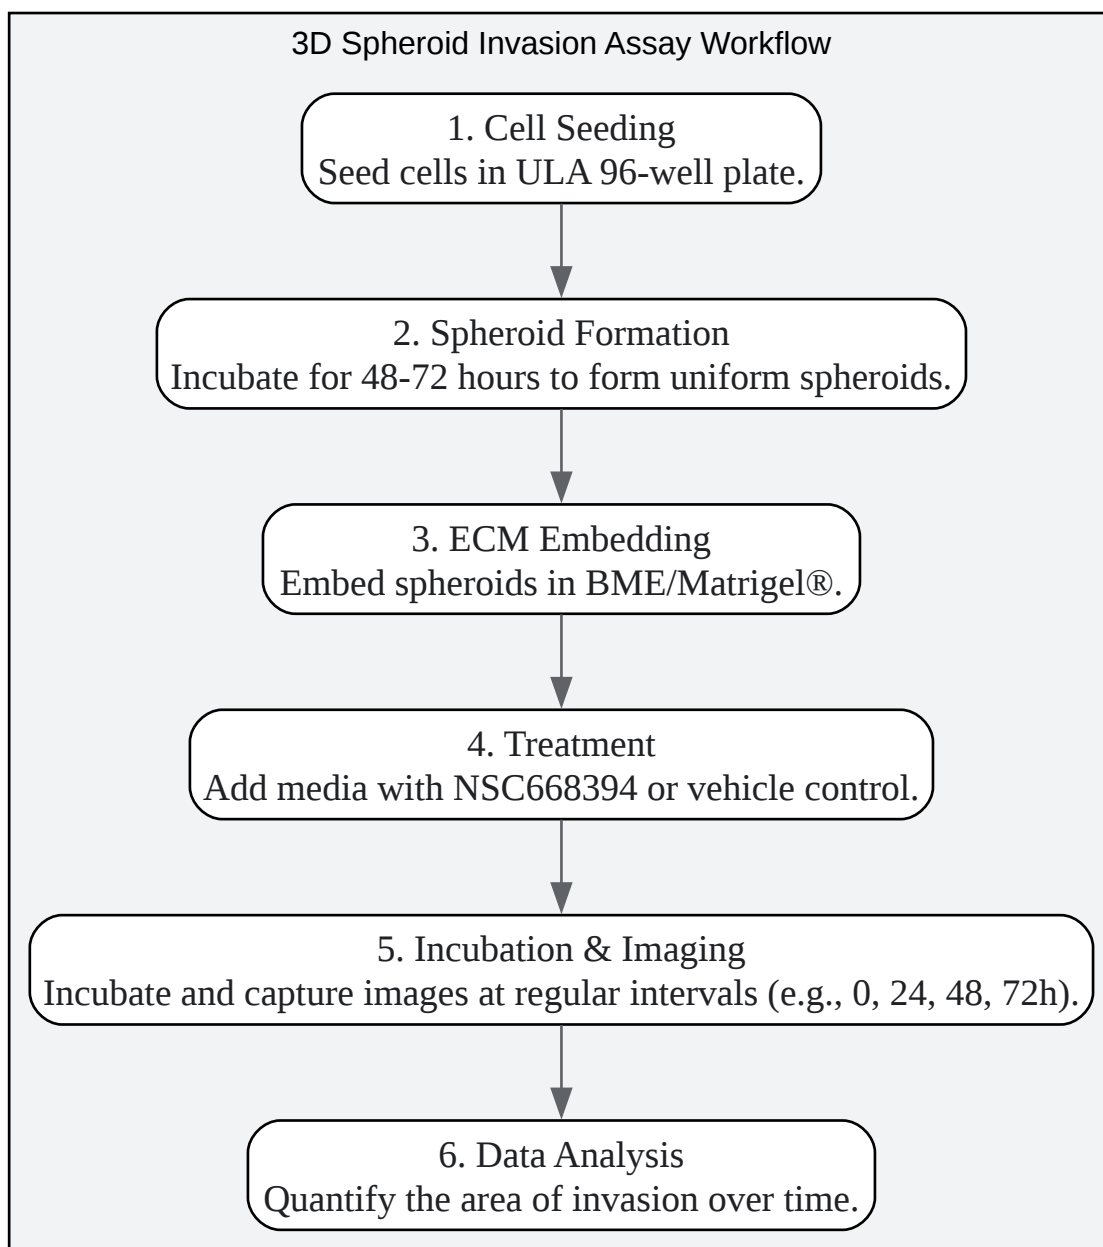 3D Spheroid Invasion Assay Workflow
1. Cell Seeding
Seed cells in ULA 96-well plate.
2. Spheroid Formation
Incubate for 48-72 hours to form uniform spheroids.
3. ECM Embedding
Embed spheroids in BME/Matrigel®.
4. Treatment
Add media with NSC668394 or vehicle control.
5. Incubation & Imaging
Incubate and capture images at regular intervals (e.g., 0, 24, 48, 72h).
6. Data Analysis
Quantify the area of invasion over time.